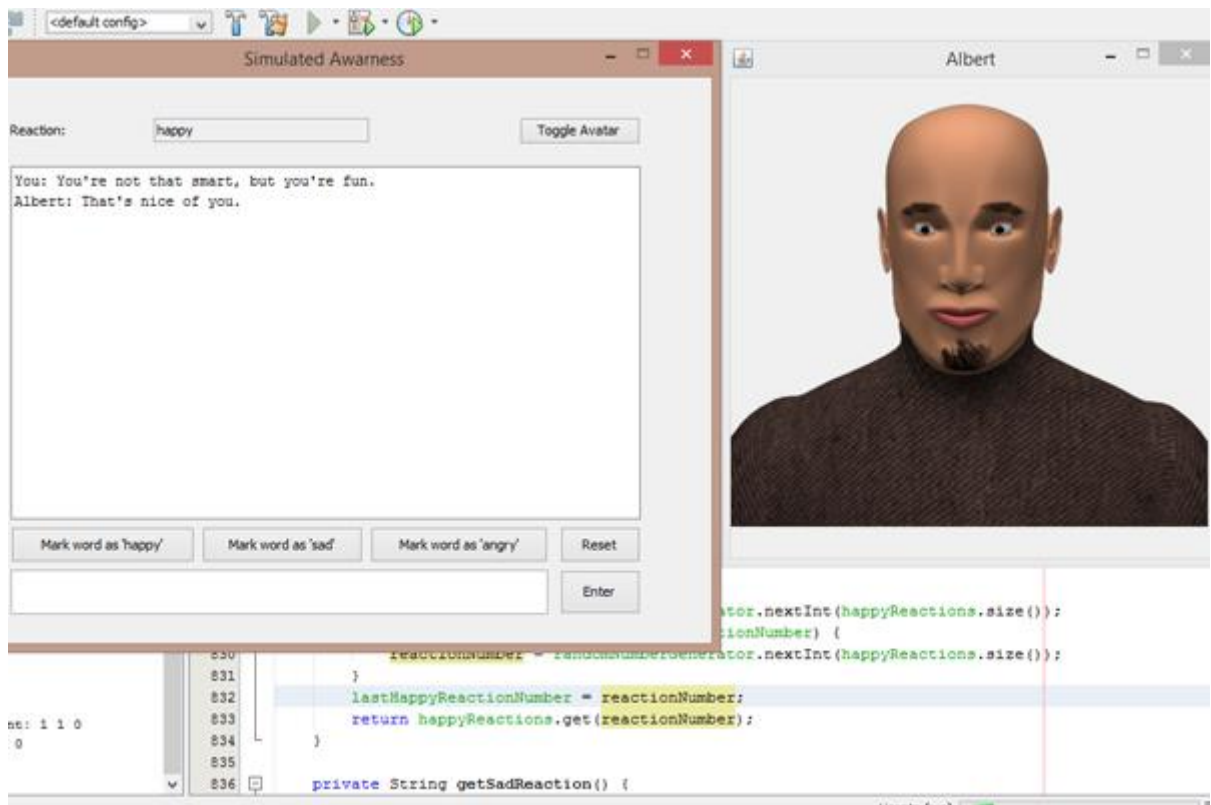 <default config>
Simulated Awarness
Albert
Reaction:
happy
Toggle Avatar
You: You're not that smart, but you're fun.
Albert: That's nice of you.
Mark word as 'happy'
Mark word as 'sad'
Mark word as 'angry'
Reset
Enter
tor.nextInt(happyReactions.size());
tionNumber) {
830 reactionNumber = randomNumberGenerator.nextInt(happyReactions.size());
831 }
832 lastHappyReactionNumber = reactionNumber;
833 return happyReactions.get(reactionNumber);
834 }
835
836 private String getSadReaction() {
nt: 1 1 0
0